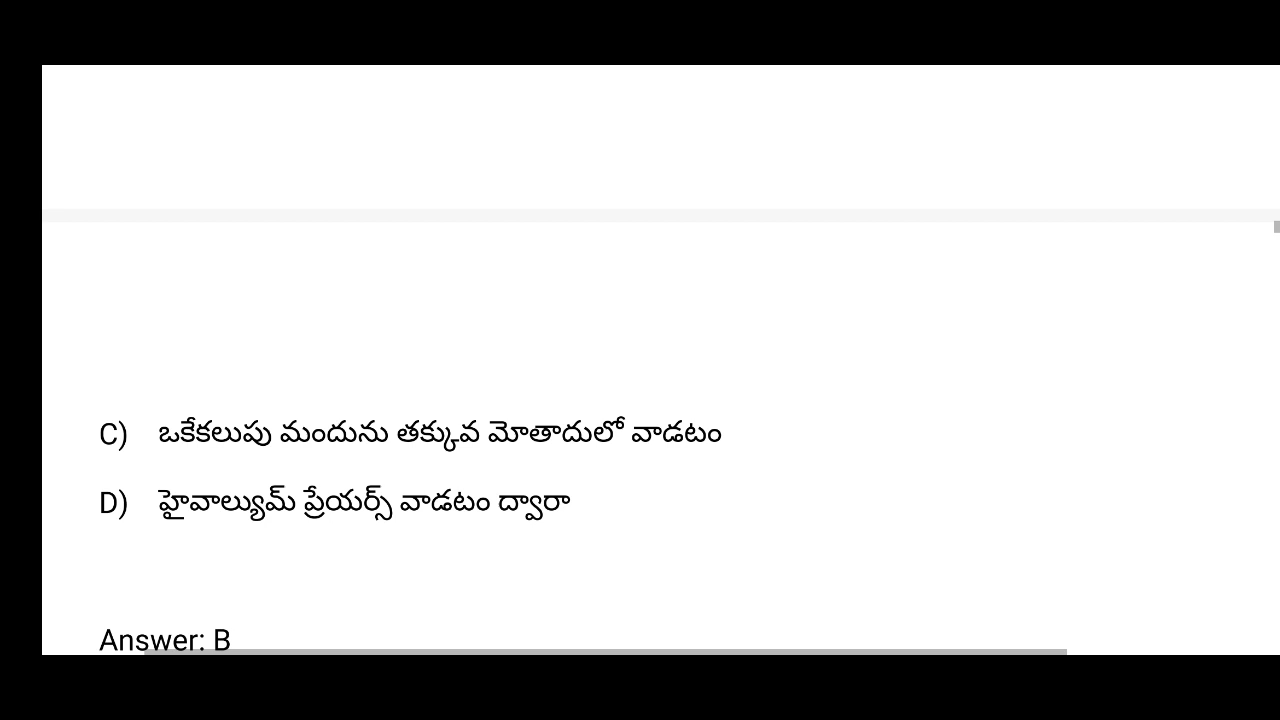 C) ఒకేకలుపు మందును తక్కువ మోతాదులో వాడటం
D) హైవాల్యుమ్ ప్రేయర్స్ వాడటం ద్వారా
Answer: B